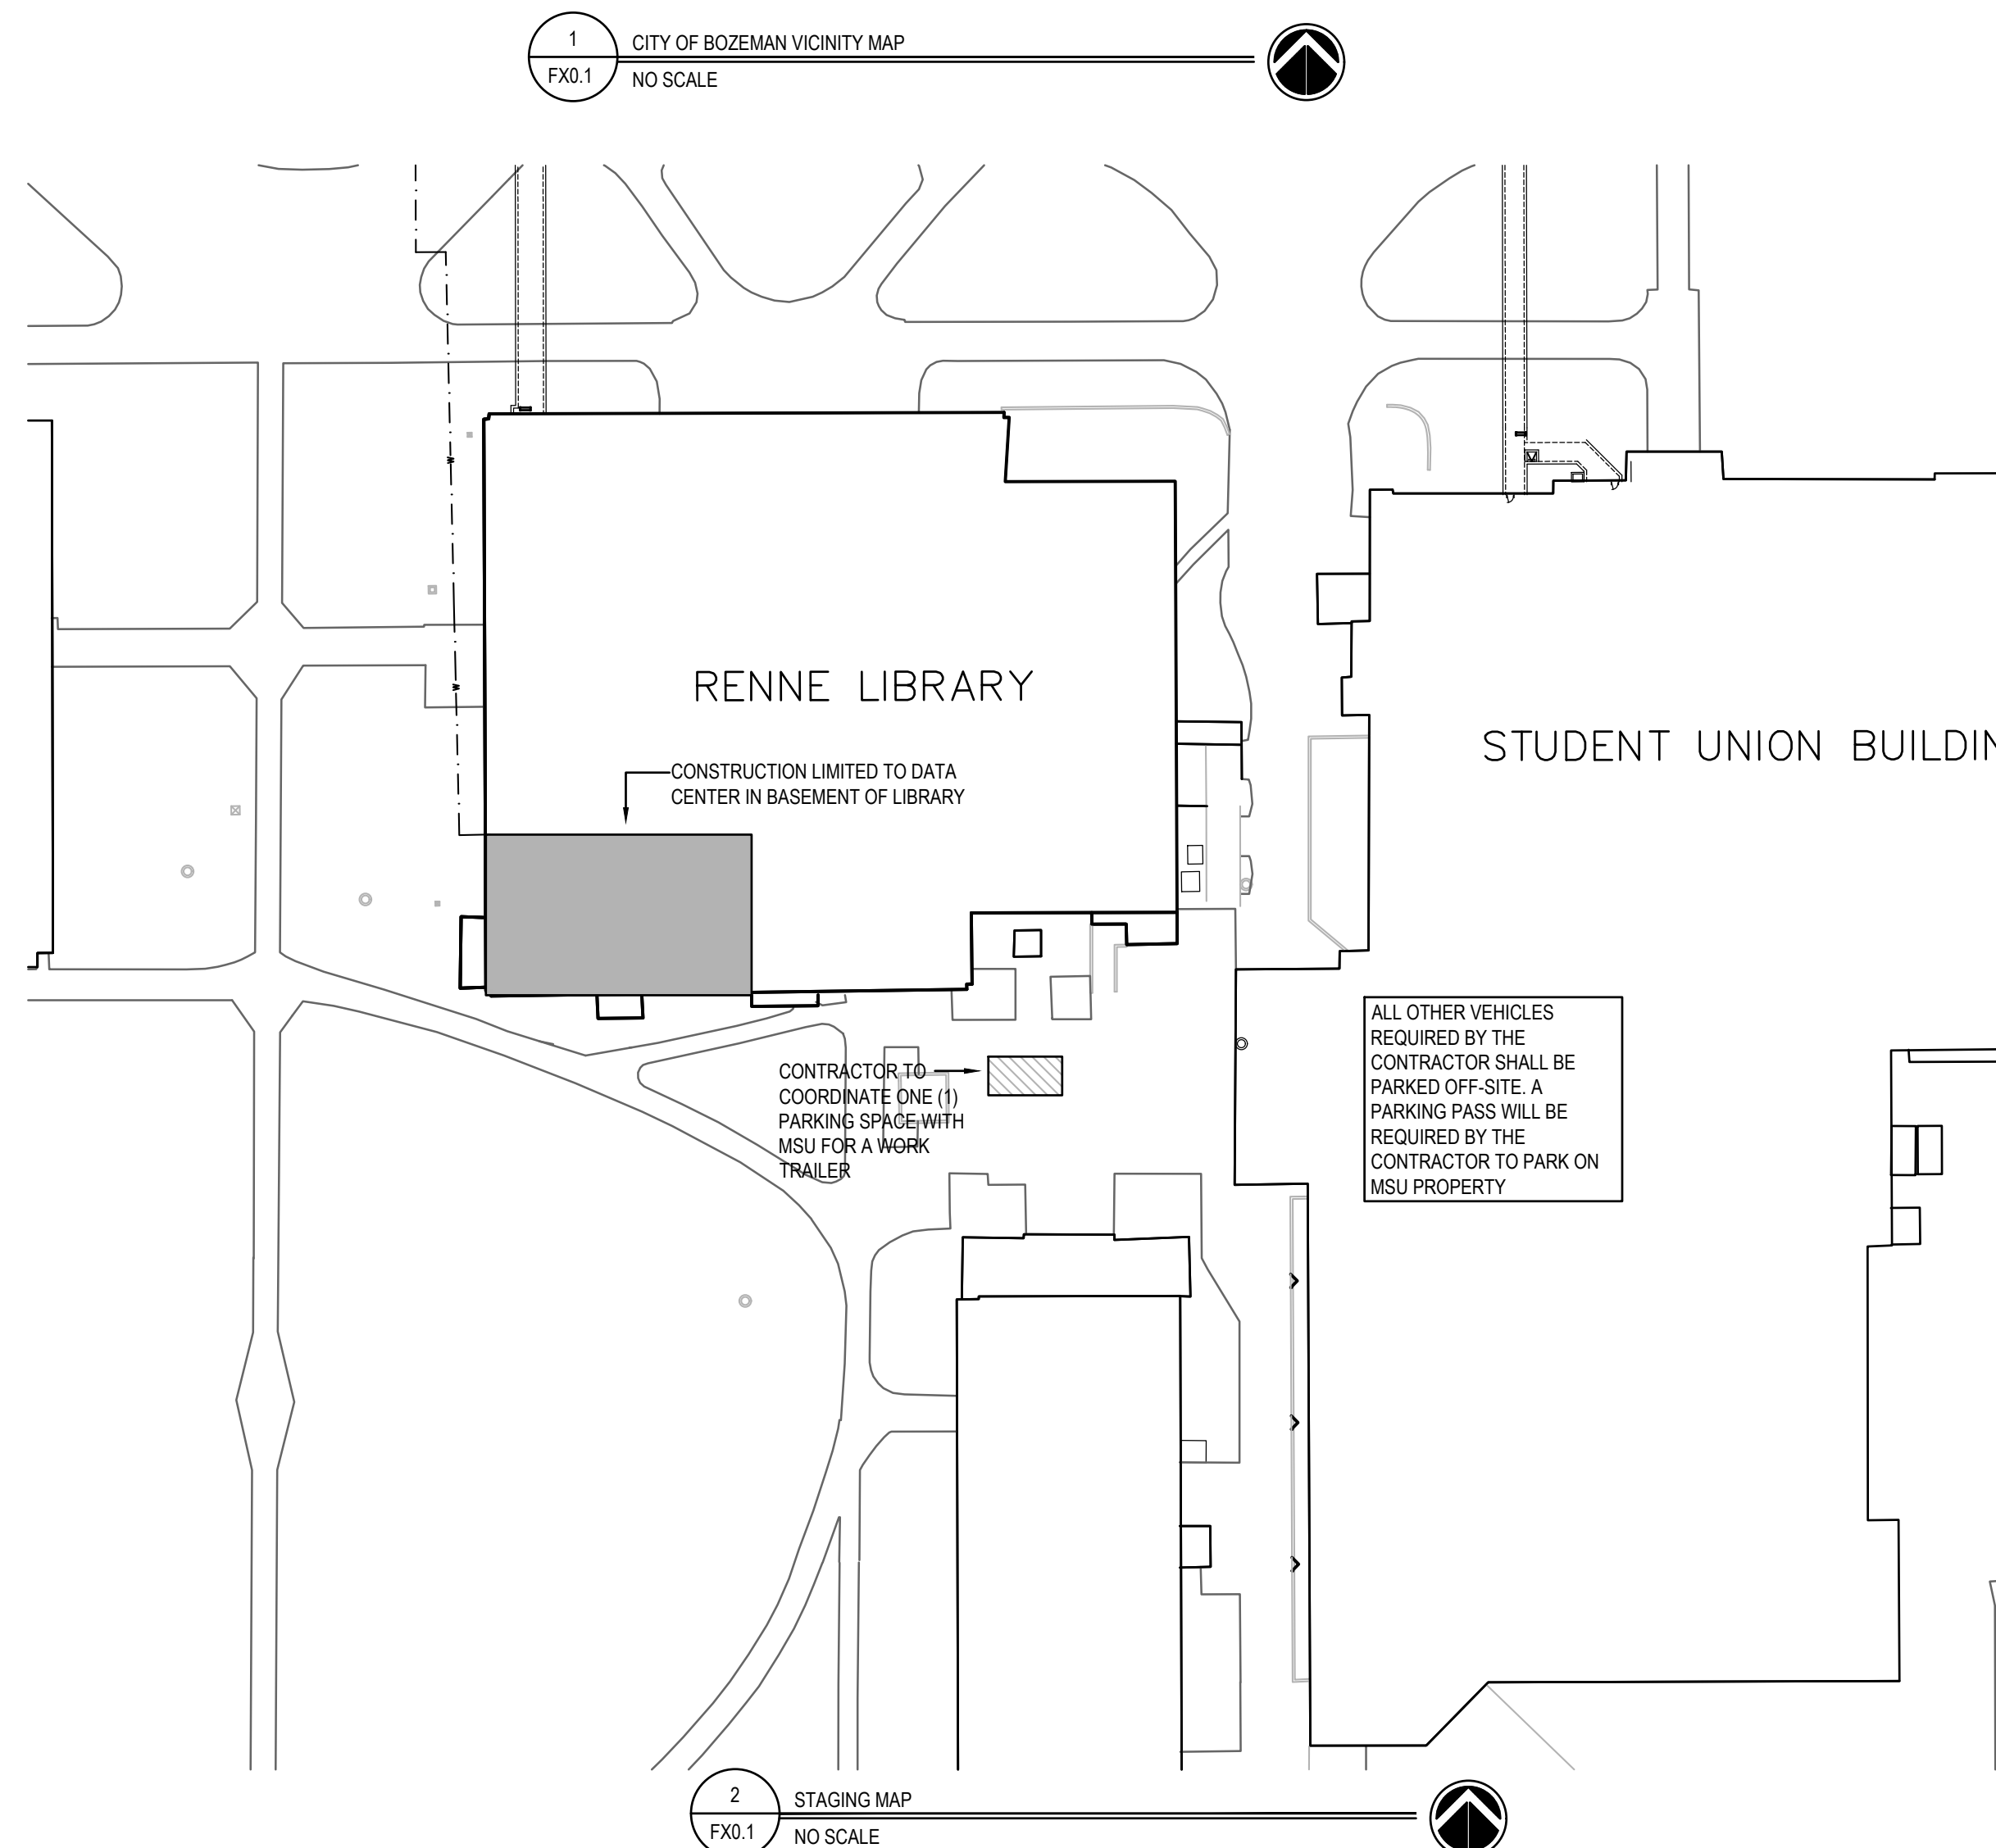 1
FX0.1
CITY OF BOZEMAN VICINITY MAP
NO SCALE
W
W
RENNE LIBRARY
STUDENT UNION BUILDIN
CONSTRUCTION LIMITED TO DATA
CENTER IN BASEMENT OF LIBRARY
CONTRACTOR TO
COORDINATE ONE (1)
PARKING SPACE WITH
MSU FOR A WORK
TRAILER
ALL OTHER VEHICLES
REQUIRED BY THE
CONTRACTOR SHALL BE
PARKED OFF-SITE. A
PARKING PASS WILL BE
REQUIRED BY THE
CONTRACTOR TO PARK ON
MSU PROPERTY
2
FX0.1
STAGING MAP
NO SCALE